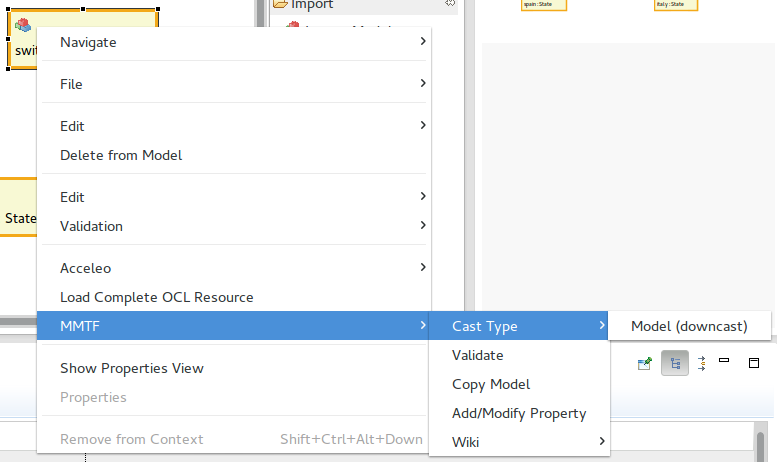 Import
spain : State
italy : State
swit
Navigate
File
Edit
Delete from Model
Edit
Validation
State
Acceleo
Load Complete OCL Resource
MMTF
Cast Type
Model (downcast)
Validate
Show Properties View
Copy Model
Properties
Add/Modify Property
Remove from Context Shift+Ctrl+Alt+Down
Wiki